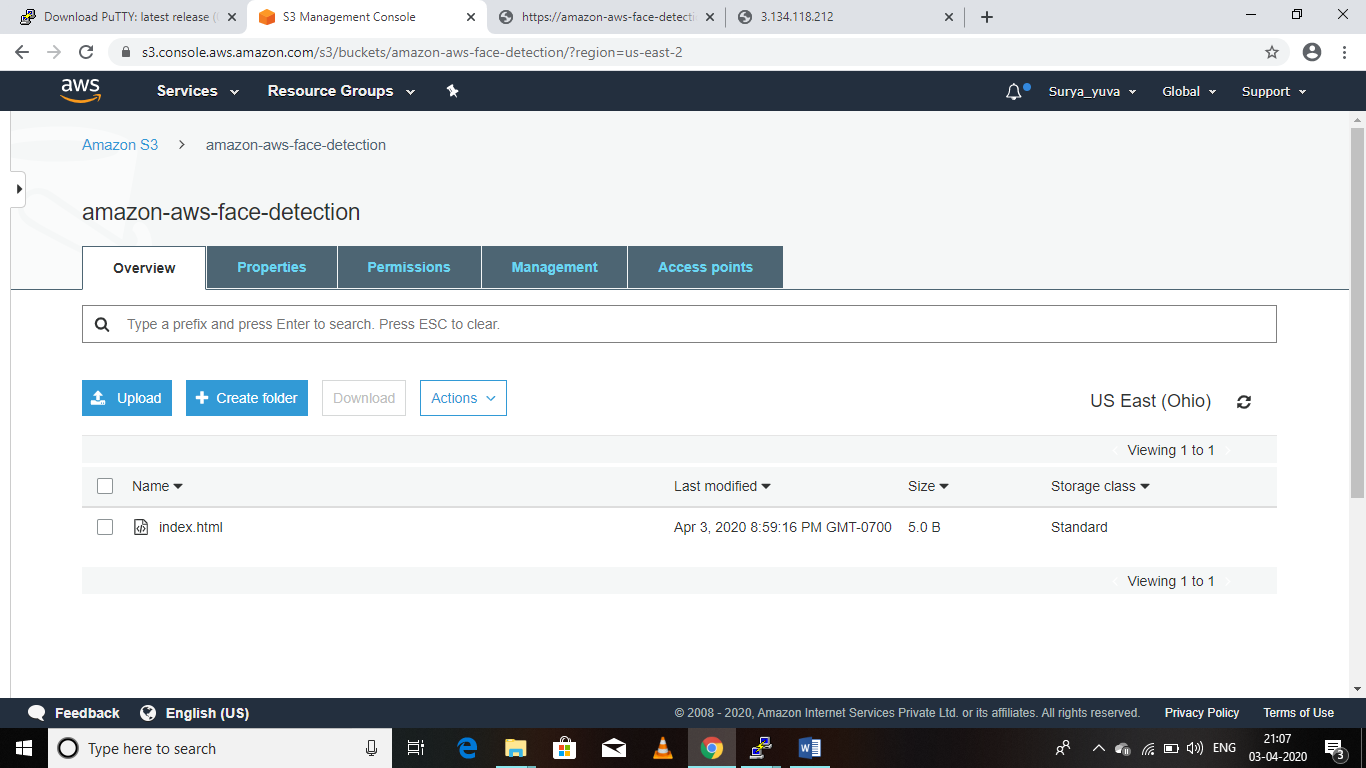 Download PuTTY: latest release (
S3 Management Console
https://amazon-aws-face-detecti
3.134.118.212
s3.console.aws.amazon.com/s3/buckets/amazon-aws-face-detection/?region=us-east-2
aws Services Resource Groups Surya_yuva Global Support
Amazon S3 > amazon-aws-face-detection
amazon-aws-face-detection
Overview Properties Permissions Management Access points
Type a prefix and press Enter to search. Press ESC to clear.
Upload Create folder Download Actions US East (Ohio)
Viewing 1 to 1
Name Last modified Size Storage class
index.html Apr 3, 2020 8:59:16 PM GMT-0700 5.0 B Standard
Viewing 1 to 1
Feedback English (US) © 2008 - 2020, Amazon Internet Services Private Ltd. or its affiliates. All rights reserved. Privacy Policy Terms of Use
Type here to search ENG 21:07
03-04-2020 3